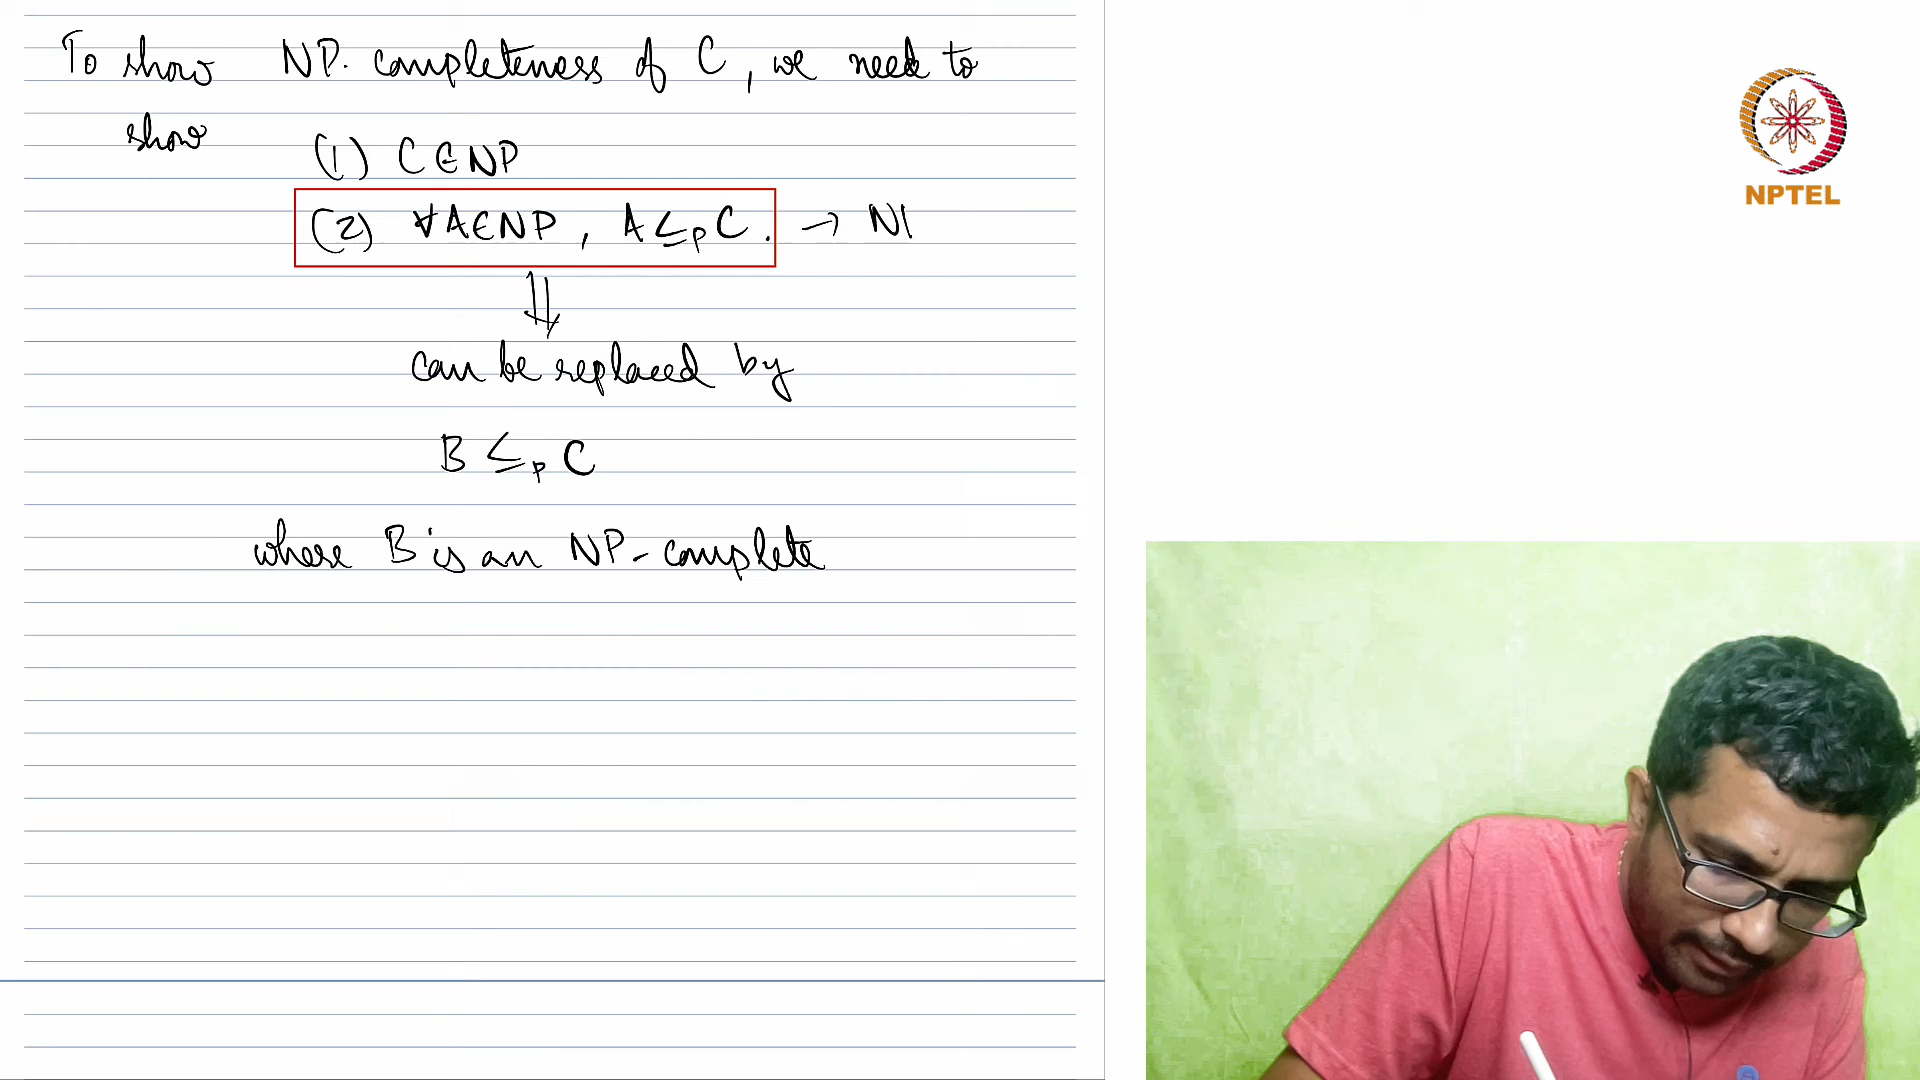 To show NP-completeness of C, we need to
show
(1) C ∈ NP
(2) ∀A ∈ NP, A ≤p C. → NP
⇓
can be replaced by
B ≤p C
where B is an NP-complete
NPTEL